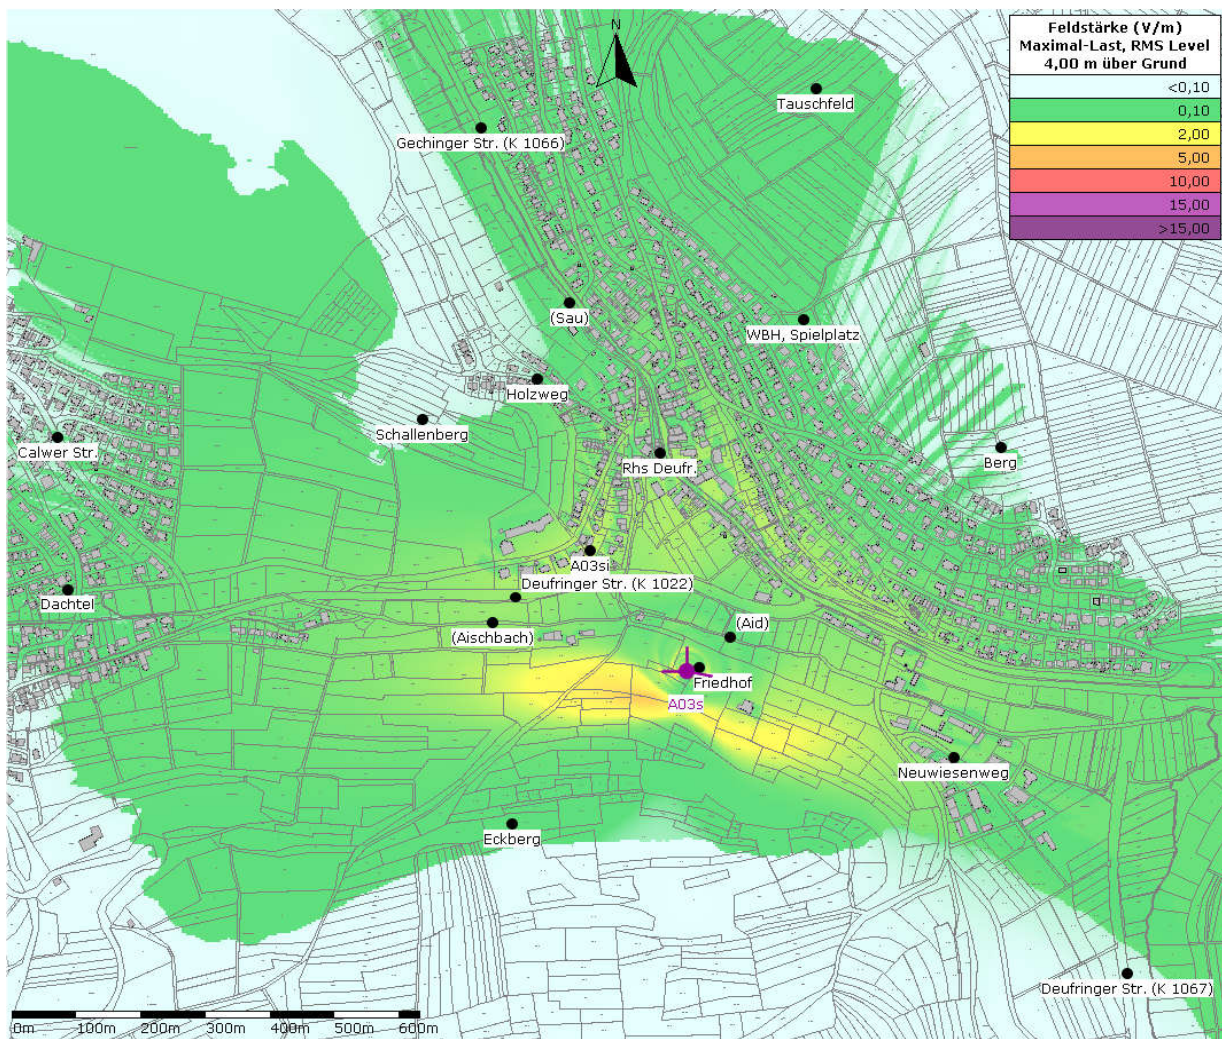 N
Feldstärke (V/m)
Maximal-Last, RMS Level
4,00 m über Grund
<0,10
0,10
2,00
5,00
10,00
15,00
>15,00
Tauschfeld
Gechinger Str. (K 1066)
(Sau)
WBH, Spielplatz
Holzweg
Schallenberg
Calwer Str.
Rhs Deufr.
Berg
A03si
Deufringer Str. (K 1022)
Dachtel
(Aischbach)
(Aid)
Friedhof
A03s
Neuwiesenweg
Eckberg
Deufringer Str. (K 1067)
0m 100m 200m 300m 400m 500m 600m